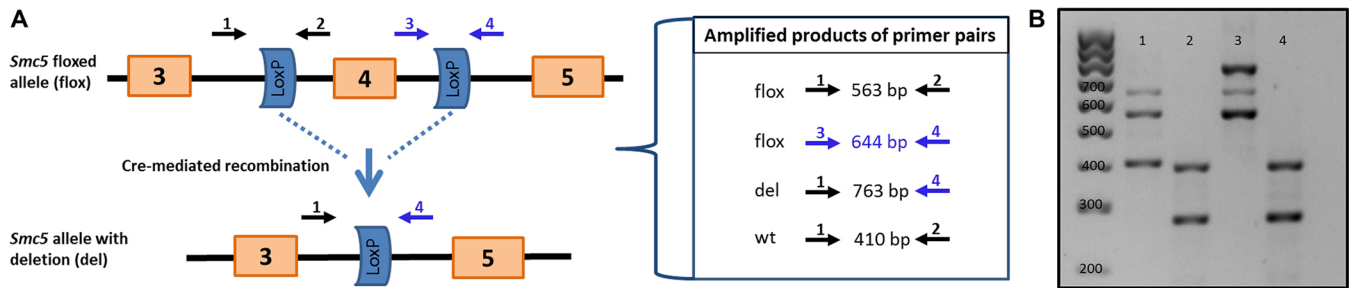 A
1 2 3 4
Smc5 floxed
allele (flox)
3 LoxP 4 LoxP 5
Cre-mediated recombination
1 4
Smc5 allele with
deletion (del)
3 LoxP 5
Amplified products of primer pairs
flox 1 563 bp 2
flox 3 644 bp 4
del 1 763 bp 4
wt 1 410 bp 2
B
1 2 3 4
700
600
500
400
300
200